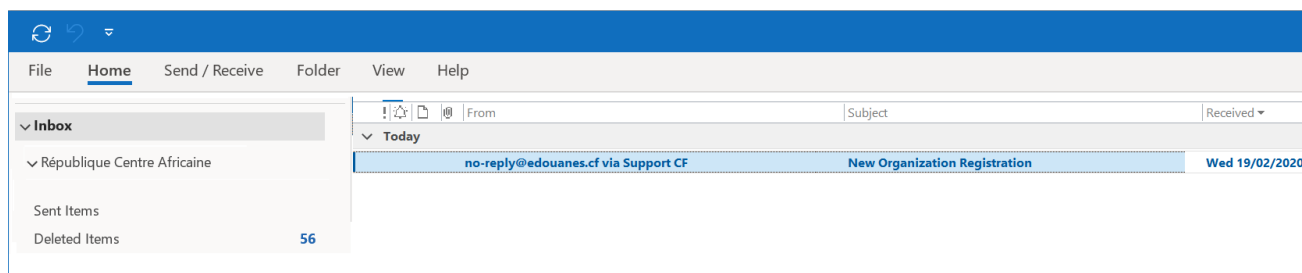 File Home Send / Receive Folder View Help
! From Subject Received
Inbox
Today
République Centre Africaine
no-reply@edouanes.cf via Support CF New Organization Registration Wed 19/02/2020
Sent Items
Deleted Items 56